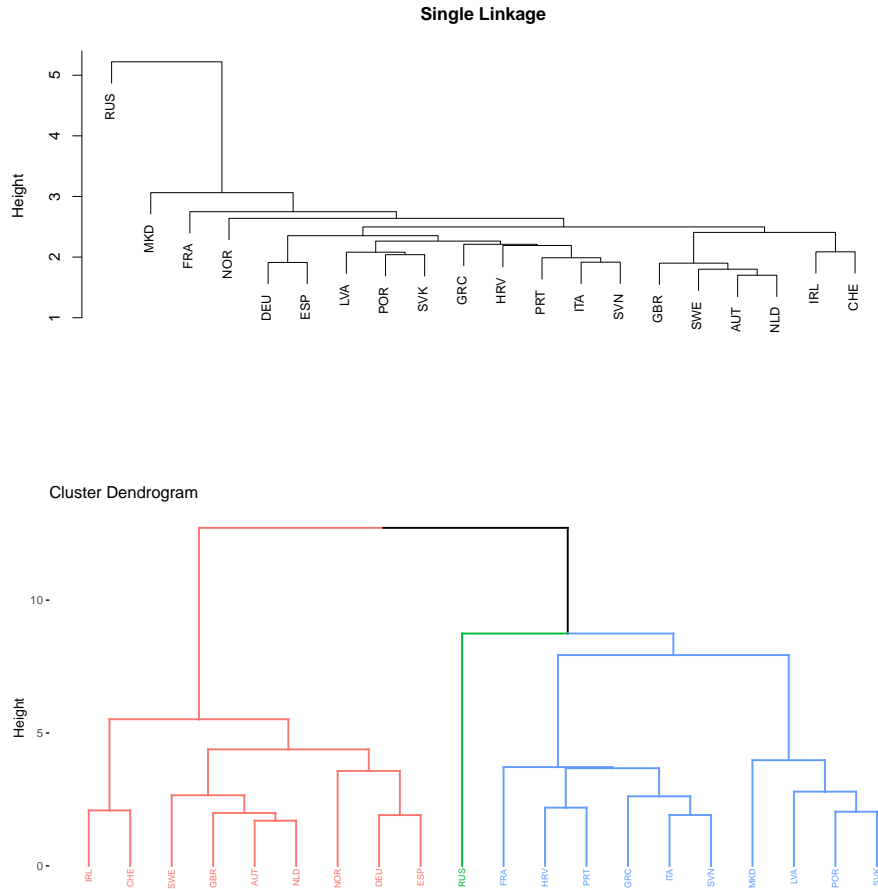 Single Linkage
Height
5
4
3
2
1
RUS
MKD
FRA
NOR
DEU
ESP
LVA
POR
SVK
GRC
HRV
PRT
ITA
SVN
GBR
SWE
AUT
NLD
IRL
CHE
Cluster Dendrogram
Height
10
5
0
IRL
CHE
SWE
GBR
AUT
NLD
NOR
DEU
ESP
RUS
FRA
HRV
PRT
GRC
ITA
SVN
MKD
LVA
POR
SVK